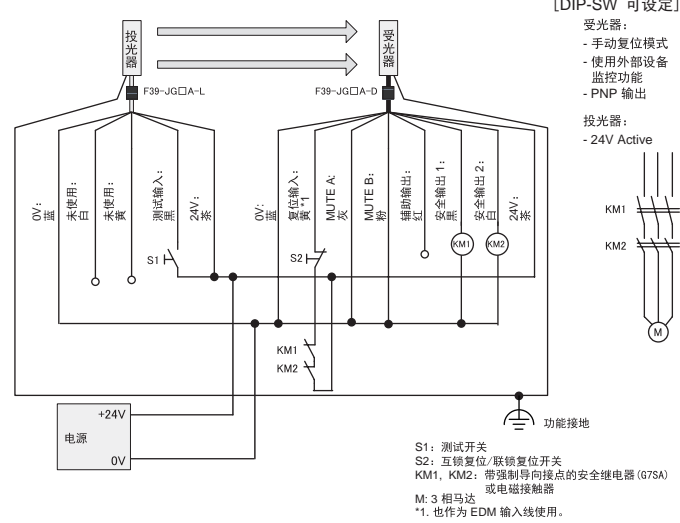 [DIP-SW 可设定]
受光器:
- 手动复位模式
- 使用外部设备
监控功能
- PNP 输出
投光器:
- 24V Active
投光器
受光器
F39-JG□A-L
F39-JG□A-D
0V:
蓝
未使用:
白
未使用:
黄
测试输入:
黑
24V:
茶
0V:
蓝
复位输入:
黄*1
MUTE A:
灰
MUTE B:
粉
辅助输出:
红
安全输出 1:
黑
安全输出 2:
白
24V:
茶
S1
S2
KM1
KM2
KM1
KM2
KM1
KM2
M
+24V
电源
0V
功能接地
S1: 测试开关
S2: 互锁复位/联锁复位开关
KM1, KM2: 带强制导向接点的安全继电器(G7SA)
或电磁接触器
M: 3 相马达
*1. 也作为 EDM 输入线使用。